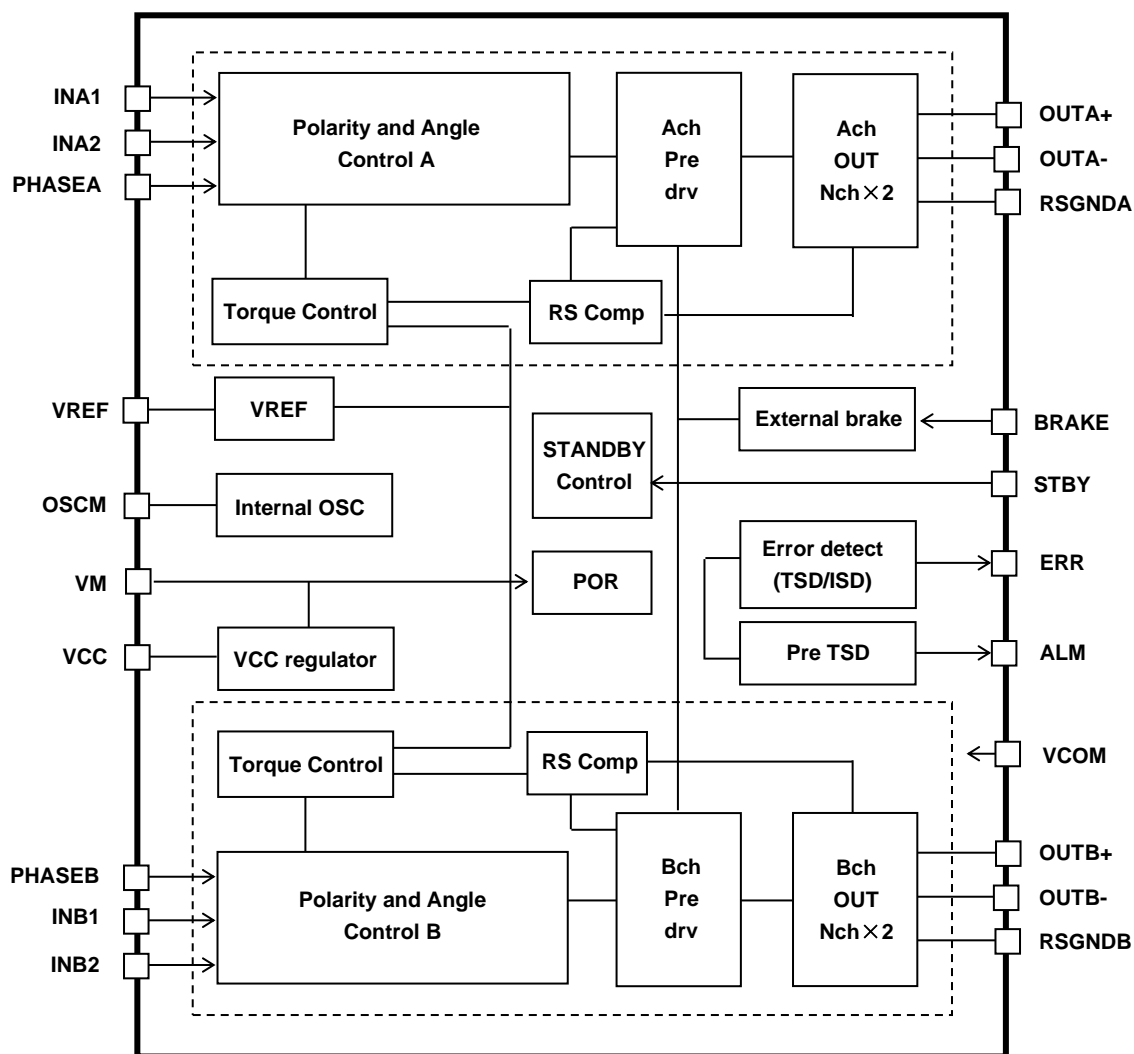 INA1
INA2
PHASEA
Polarity and Angle
Control A
Ach
Pre
drv
Ach
OUT
Nch×2
OUTA+
OUTA-
RSGNDA
Torque Control
RS Comp
VREF
VREF
External brake
BRAKE
STANDBY
Control
STBY
OSCM
Internal OSC
Error detect
(TSD/ISD)
ERR
VM
POR
VCC
VCC regulator
Pre TSD
ALM
Torque Control
RS Comp
VCOM
PHASEB
INB1
INB2
Polarity and Angle
Control B
Bch
Pre
drv
Bch
OUT
Nch×2
OUTB+
OUTB-
RSGNDB